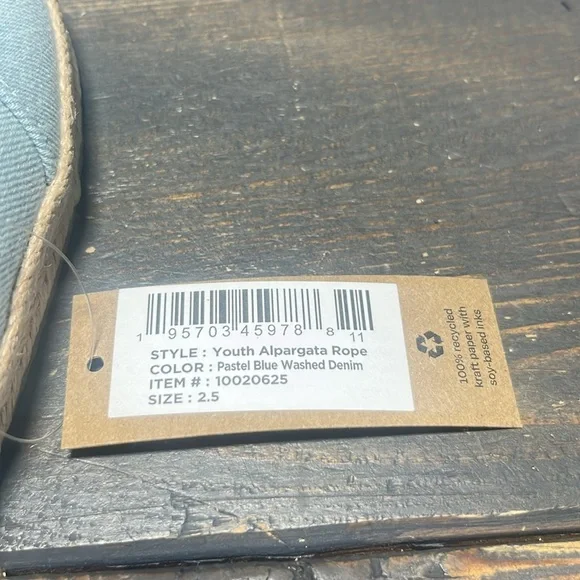 1 95703 45978 8 11
STYLE : Youth Alpargata Rope
COLOR : Pastel Blue Washed Denim
ITEM # : 10020625
SIZE : 2.5
100% recycled
kraft paper with
soy-based inks